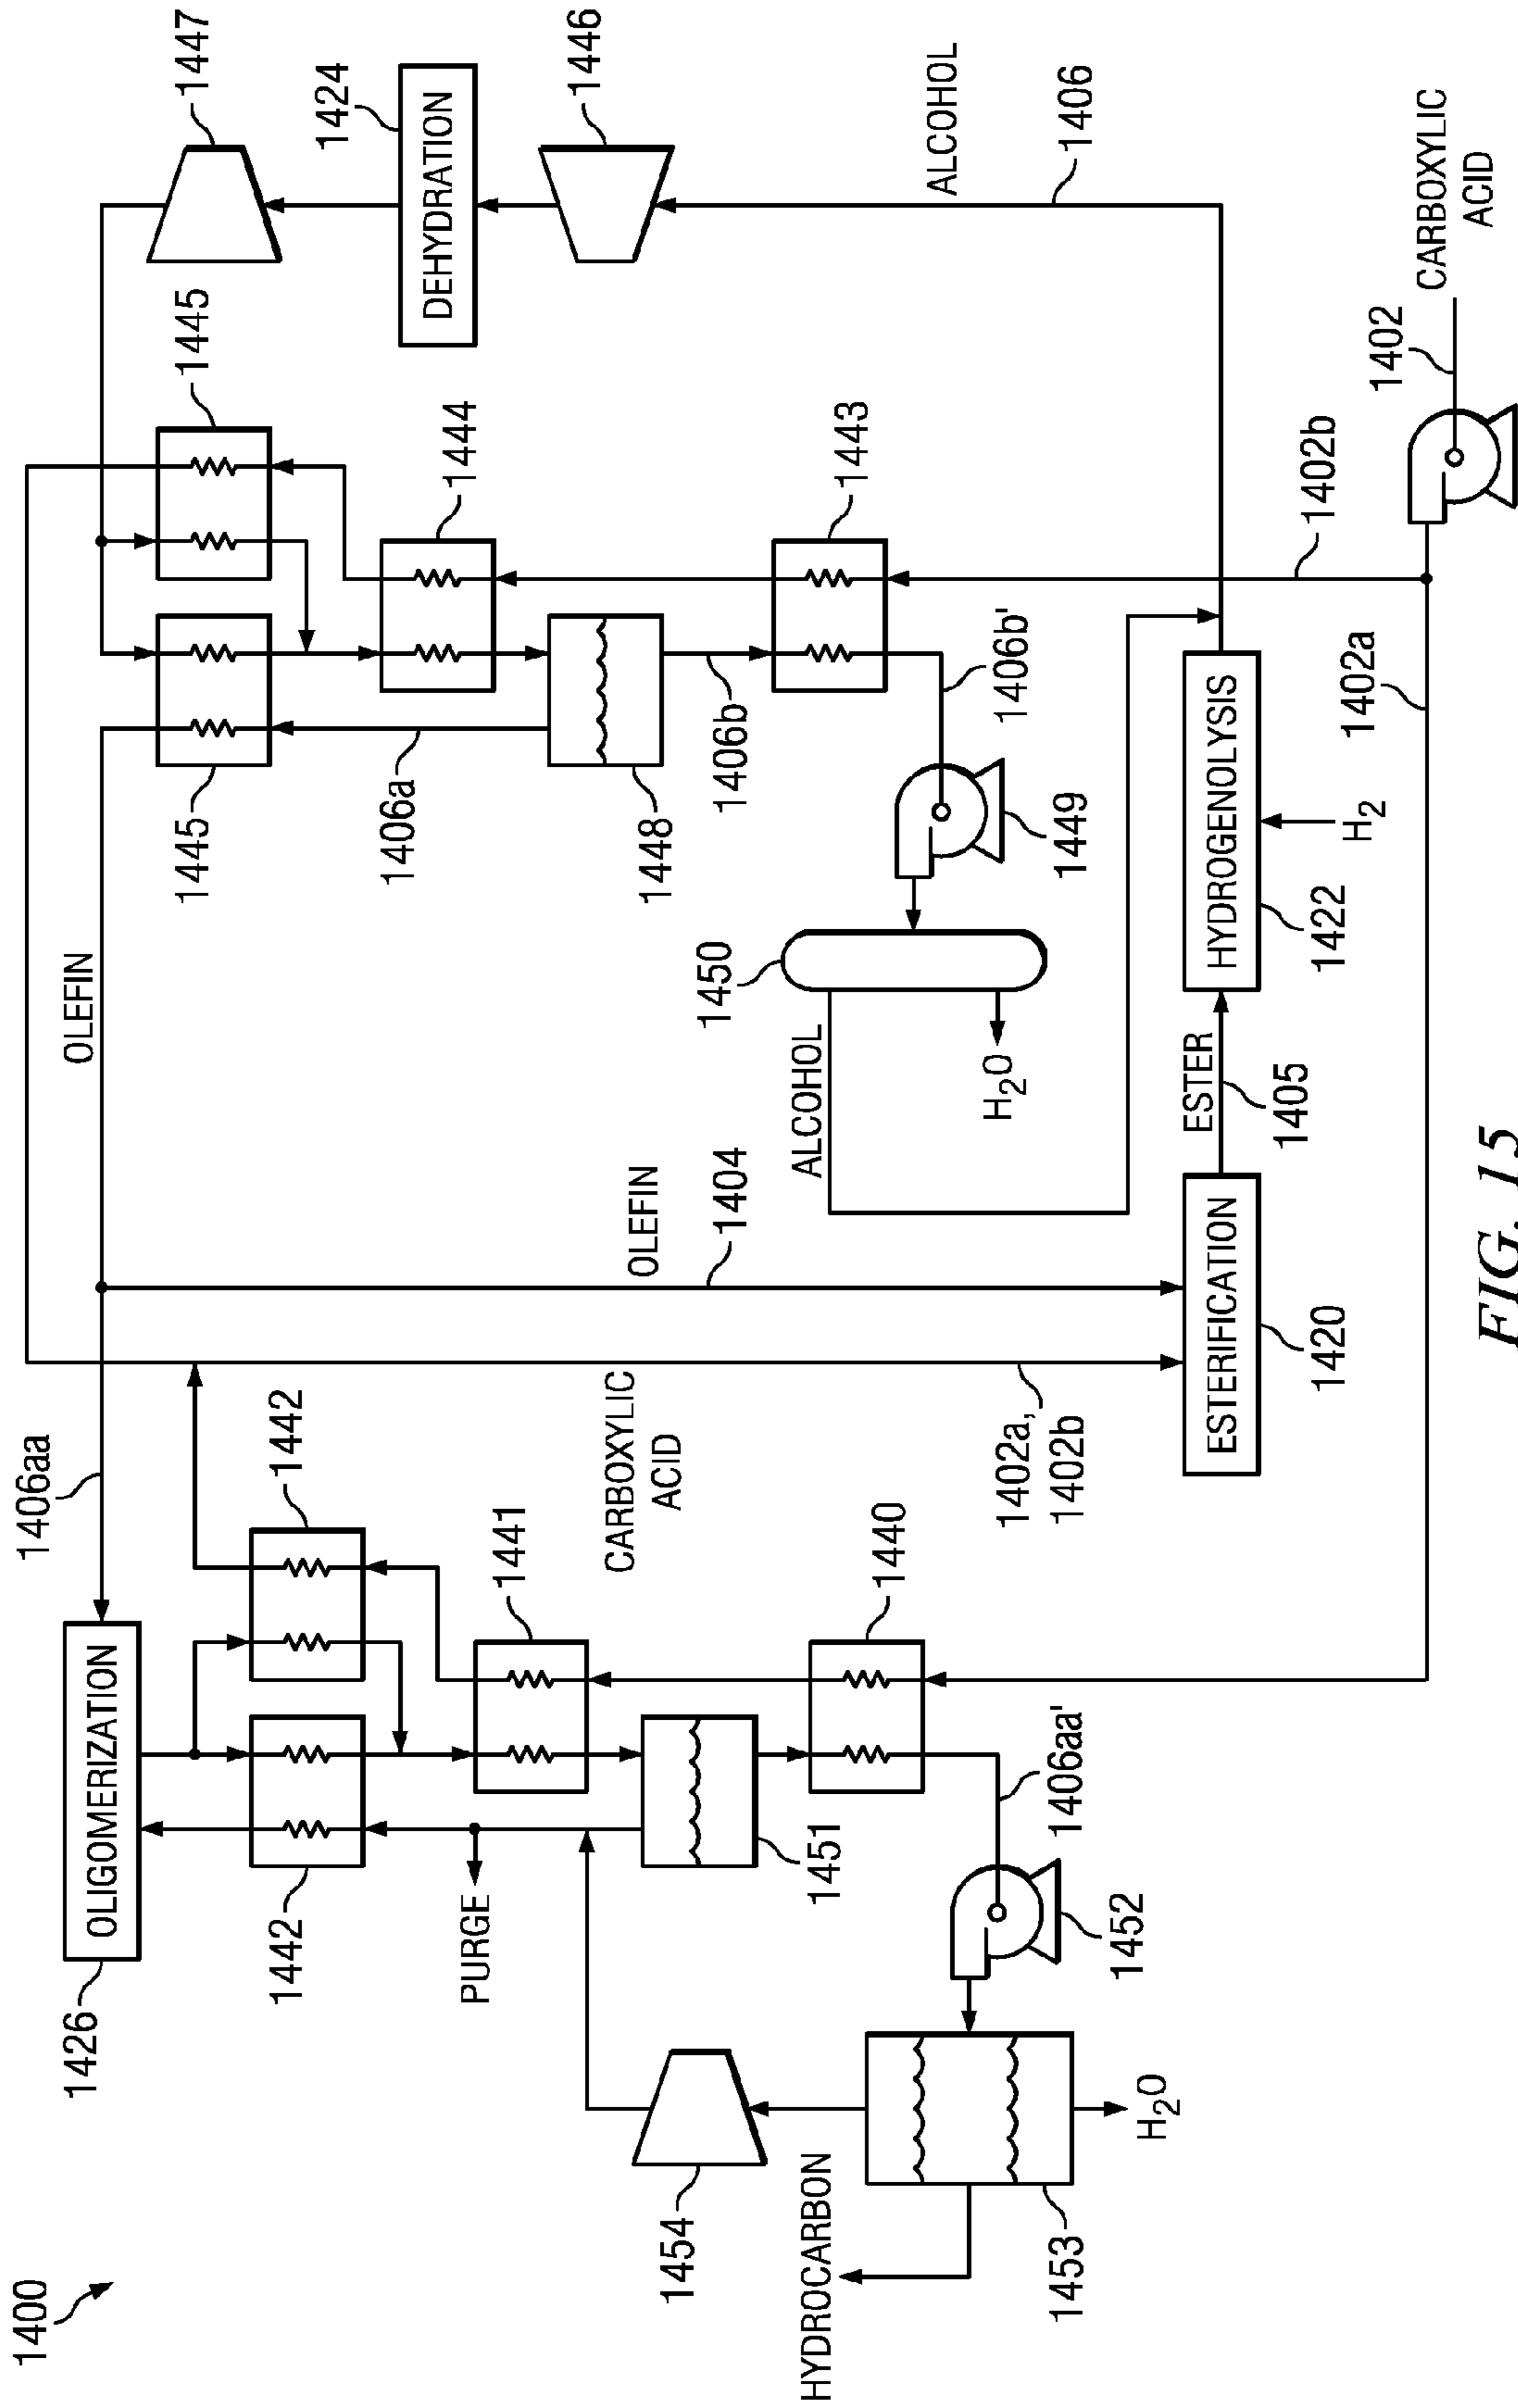 1400
1426
OLIGOMERIZATION
1406aa
OLEFIN
1447
1442
1442
1445
1445
1424
DEHYDRATION
PURGE
1441
1406a
1444
1446
OLEFIN
1404
CARBOXYLIC
ACID
1454
1451
1448
1406b
1450
1443
HYDROCARBON
1440
ALCOHOL
ALCOHOL
1453
1452
1406aa'
H2O
H2O
1449
1406b'
1406
1402a,
1402b
ESTER
1405
ESTERIFICATION
1420
HYDROGENOLYSIS
1422
H2
1402a
1402b
1402
CARBOXYLIC
ACID
FIG. 15